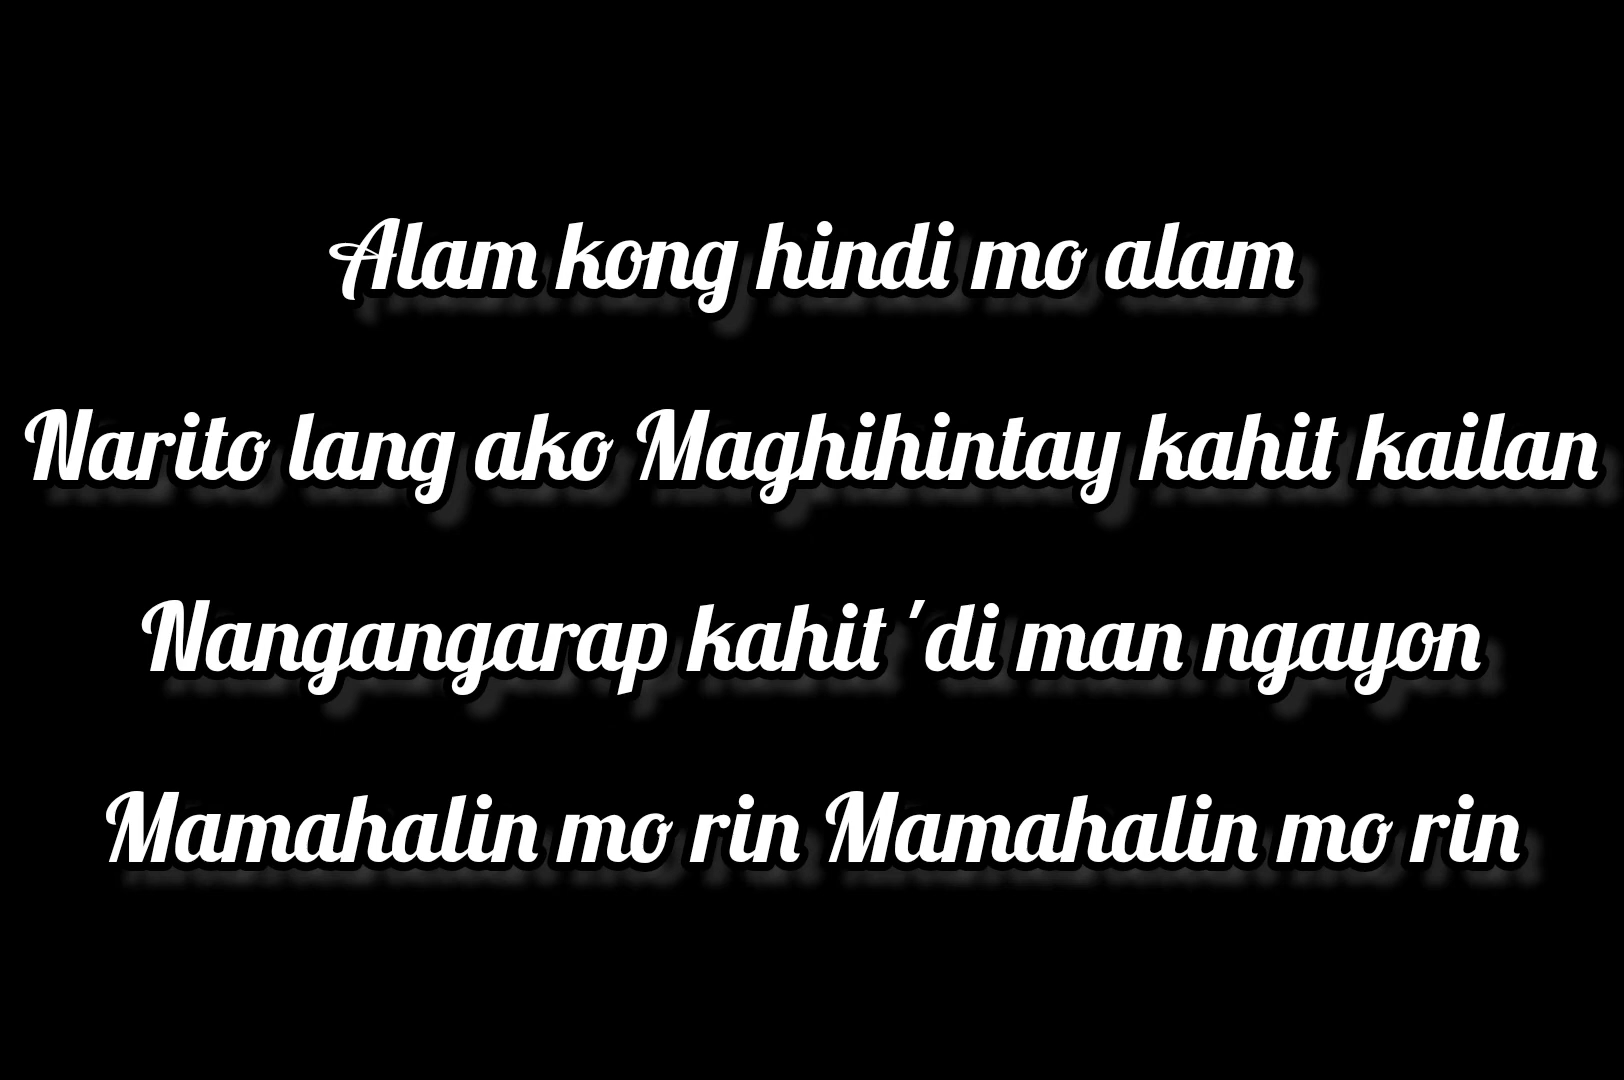 Alam kong hindi mo alam
Narito lang ako Maghihintay kahit kailan
Nangangarap kahit 'di man ngayon
Mamahalin mo rin Mamahalin mo rin